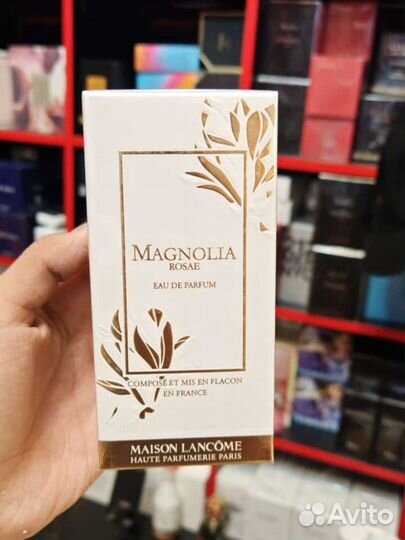 MAGNOLIA
ROSAE
EAU DE PARFUM
COMPOSÉ ET MIS EN FLACON
EN FRANCE
MAISON LANCÔME
HAUTE PARFUMERIE PARIS
Avito